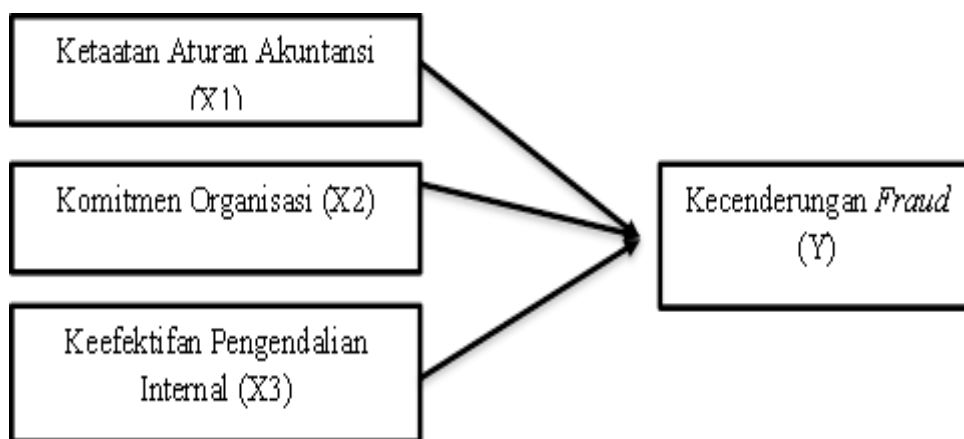 Ketaatan Aturan Akuntansi
(X1)
Komitmen Organisasi (X2)
Keefektifan Pengendalian
Internal (X3)
Kecenderungan Fraud
(Y)